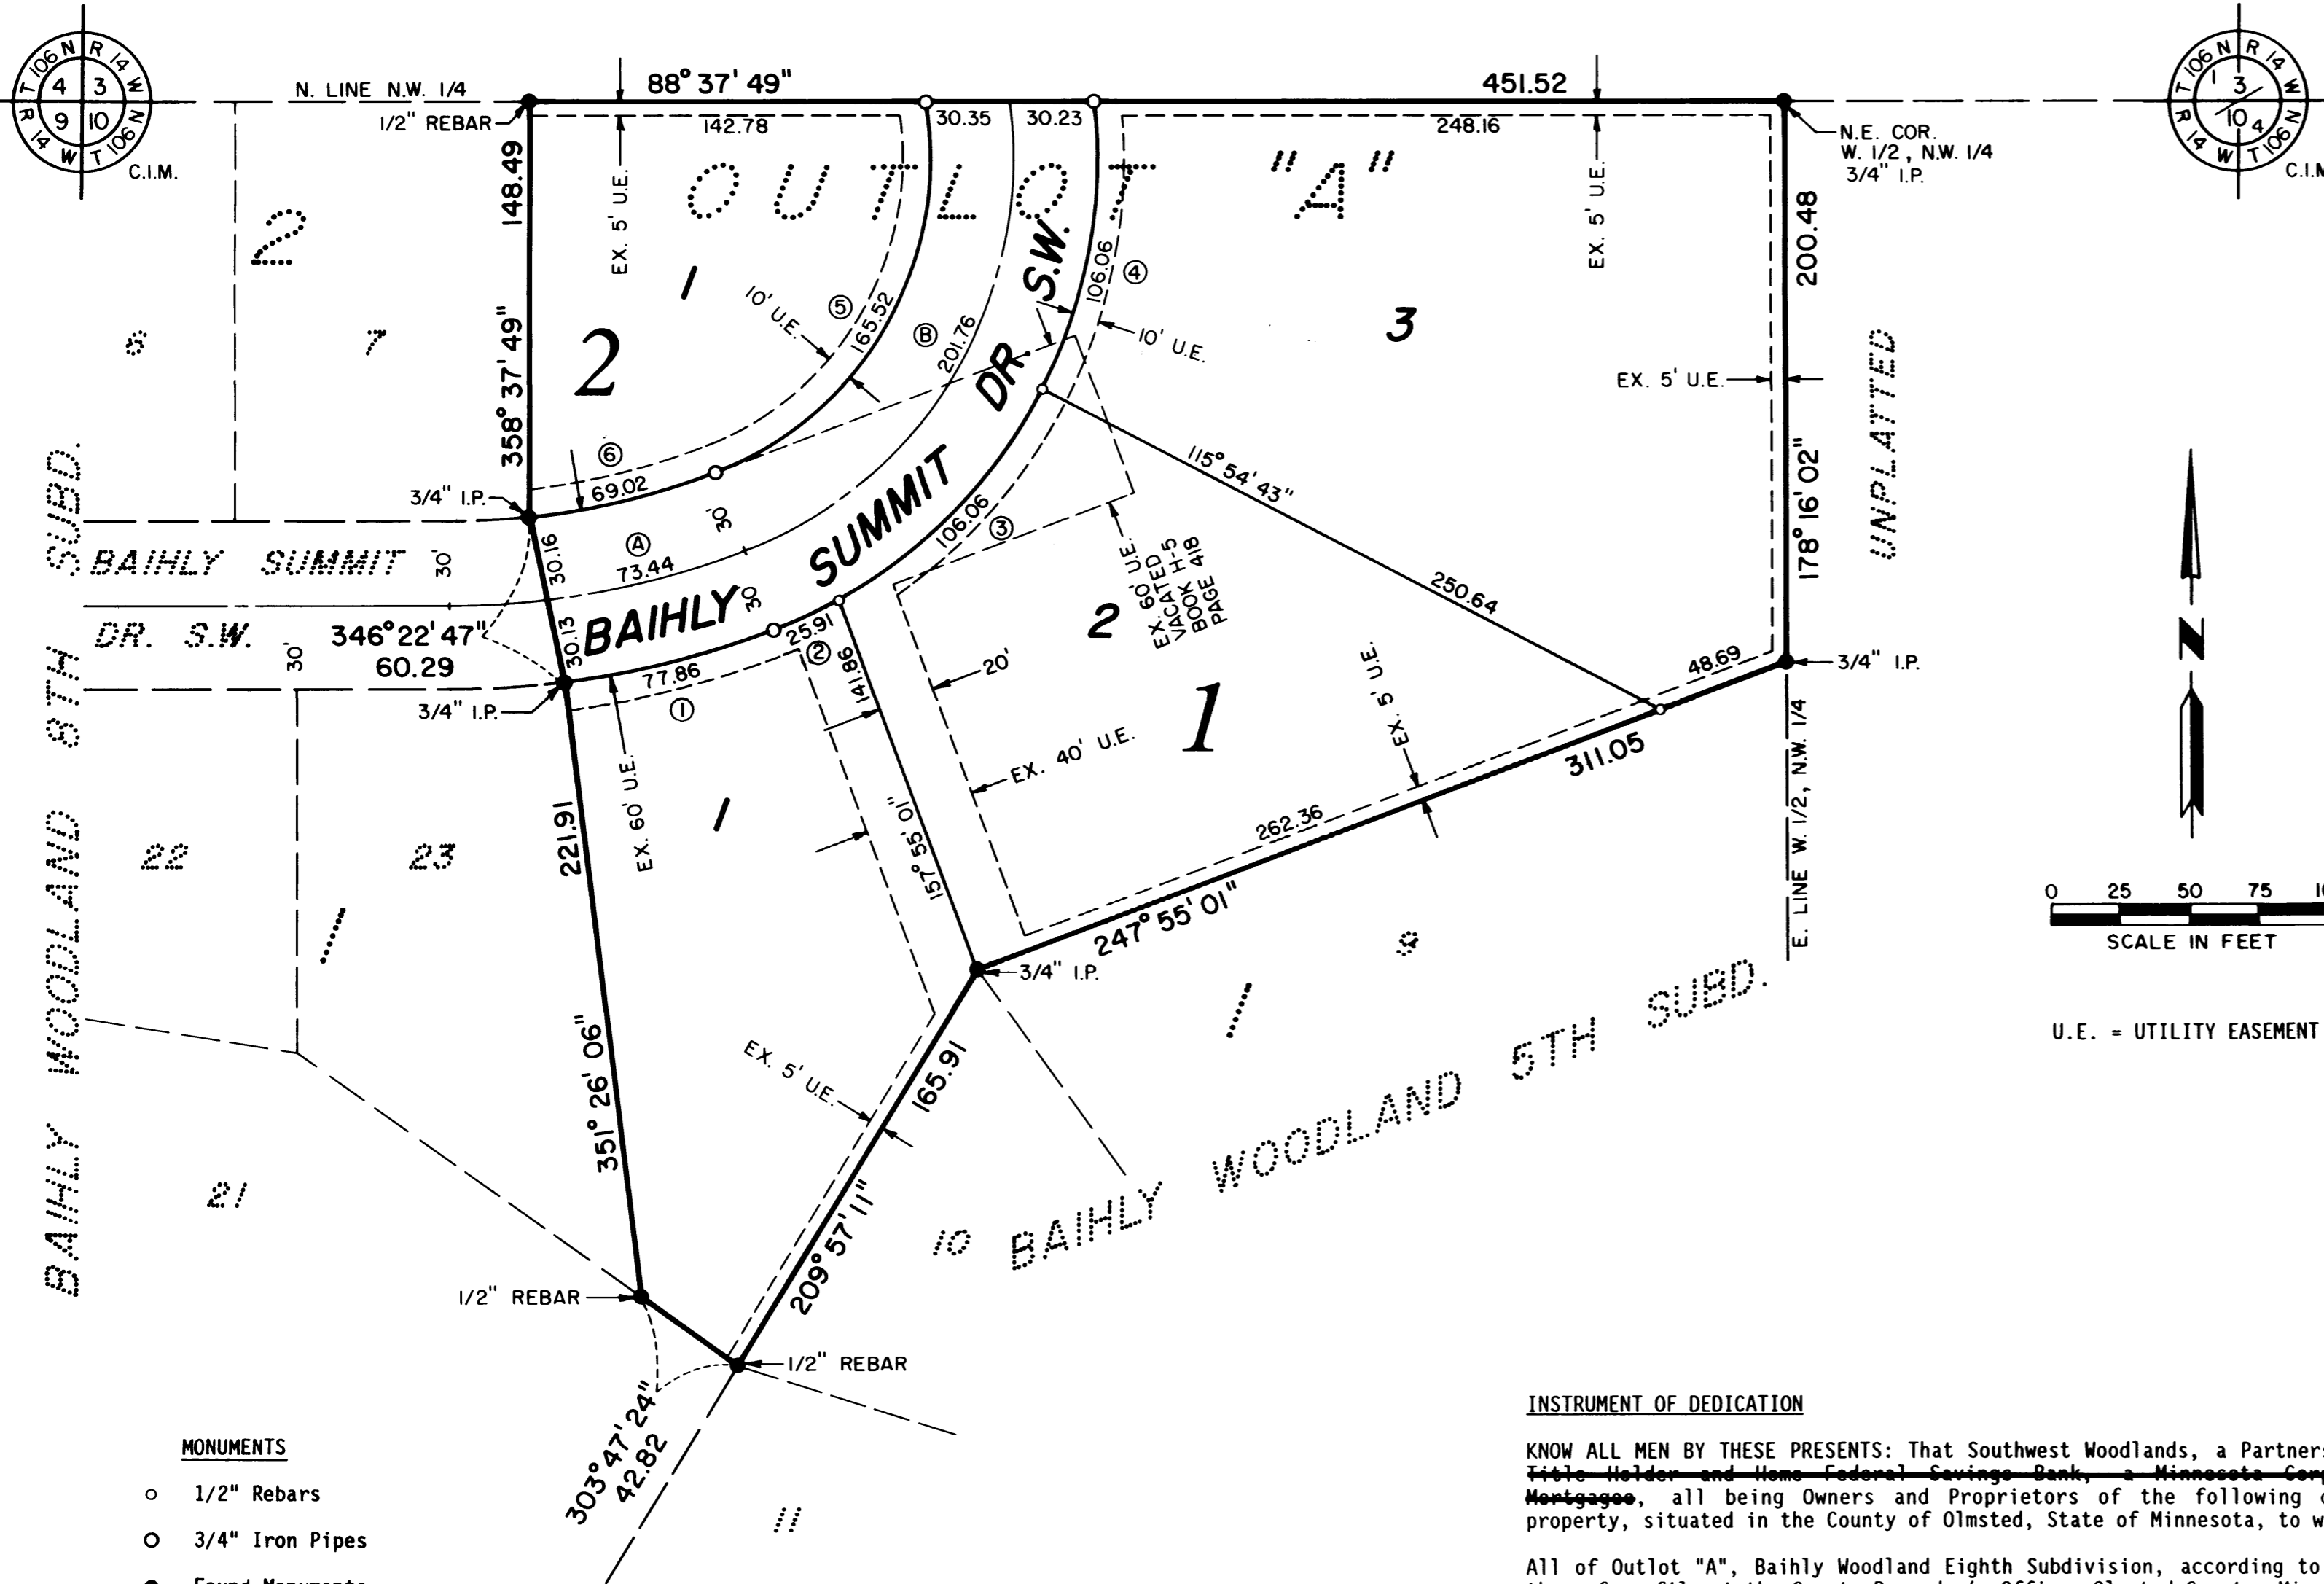 T 106 N R 14 W
4 3
9 10
R 14 W T 106 N
C.I.M.
N. LINE N.W. 1/4
88° 37' 49"
451.52
T 106 N R 14 W
1 3
10 4
R 14 W T 106 N
1/2" REBAR
142.78
30.35
30.23
248.16
N.E. COR.
W. 1/2, N.W. 1/4
3/4" I.P.
148.49
358° 37' 49"
EX. 5' U.E.
OUTLOT "A"
EX. 5' U.E.
200.48
178° 16' 02"
2
7
1
2
10' U.E.
5
165.52
B
201.76
106.06
4
10' U.E.
3
EX. 5' U.E.
UNPLATTED
6
69.02
3/4" I.P.
115° 54' 43"
250.64
BAIHLY SUMMIT
DR. S.W.
30'
30'
346° 22' 47"
60.29
30.16
30.13
A
73.44
30'
30'
BAIHLY SUMMIT DR. S.W.
106.06
3
77.86
1
25.91
2
3/4" I.P.
141.86
157° 55' 01"
2
EX. 60' U.E.
VACATED
BOOK H-5
PAGE 418
20'
EX. 40' U.E.
1
EX. 5' U.E.
48.69
3/4" I.P.
311.05
262.36
247° 55' 01"
E. LINE W. 1/2, N.W. 1/4
N
0 25 50 75
SCALE IN FEET
U.E. = UTILITY EASEMENT
BAIHLY WOODLAND 8TH SUBD.
22
23
1
21
221.91
351° 26' 06"
EX. 60' U.E.
1
3/4" I.P.
9
1
BAIHLY WOODLAND 5TH SUBD.
10
EX. 5' U.E.
165.91
209° 57' 11"
1/2" REBAR
1/2" REBAR
303° 47' 24"
42.82
11
MONUMENTS
1/2" Rebars
3/4" Iron Pipes
Found Monuments
INSTRUMENT OF DEDICATION
KNOW ALL MEN BY THESE PRESENTS: That Southwest Woodlands, a Partners
Title Holder and Home Federal Savings Bank, a Minnesota Corp
Mortgagee, all being Owners and Proprietors of the following
property, situated in the County of Olmsted, State of Minnesota, to w
All of Outlot "A", Baihly Woodland Eighth Subdivision, according to